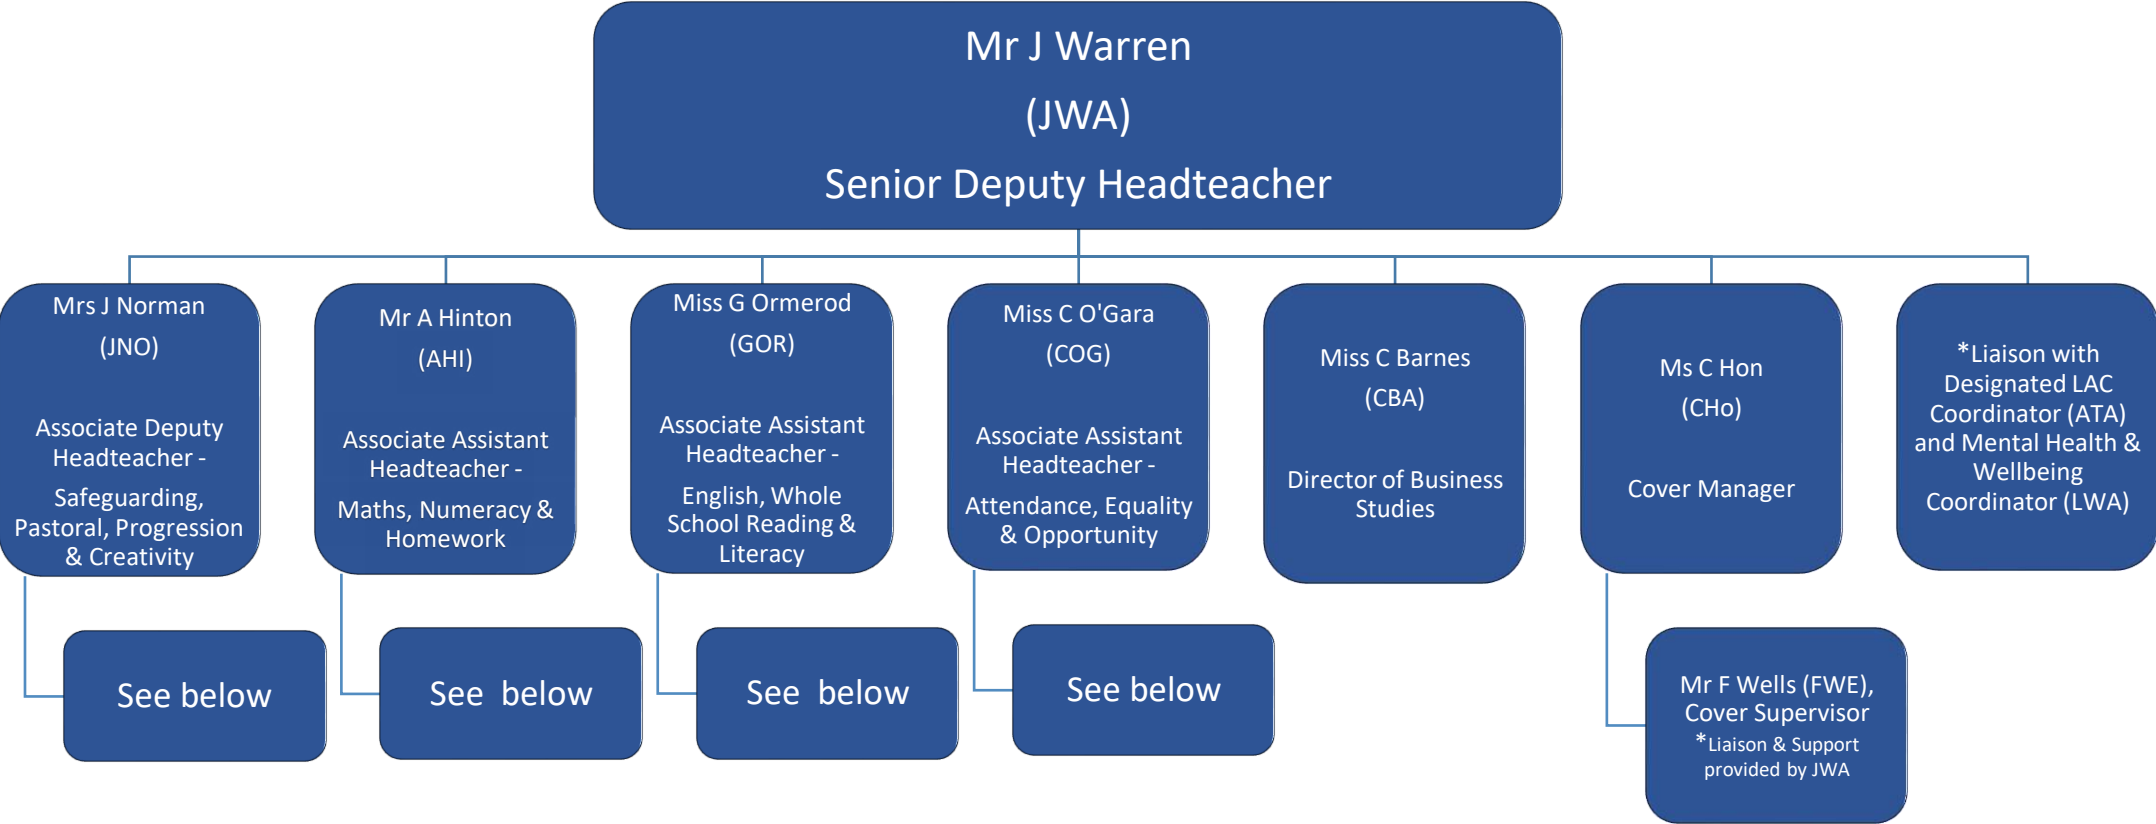 Mr J Warren
(JWA)
Senior Deputy Headteacher
Mrs J Norman
(JNO)
Associate Deputy
Headteacher -
Safeguarding,
Pastoral, Progression
& Creativity
Mr A Hinton
(AHI)
Associate Assistant
Headteacher -
Maths, Numeracy &
Homework
Miss G Ormerod
(GOR)
Associate Assistant
Headteacher -
English, Whole
School Reading &
Literacy
Miss C O'Gara
(COG)
Associate Assistant
Headteacher -
Attendance, Equality
& Opportunity
Miss C Barnes
(CBA)
Director of Business
Studies
Ms C Hon
(CHo)
Cover Manager
*Liaison with
Designated LAC
Coordinator (ATA)
and Mental Health &
Wellbeing
Coordinator (LWA)
See below
See below
See below
See below
Mr F Wells (FWE),
Cover Supervisor
*Liaison & Support
provided by JWA